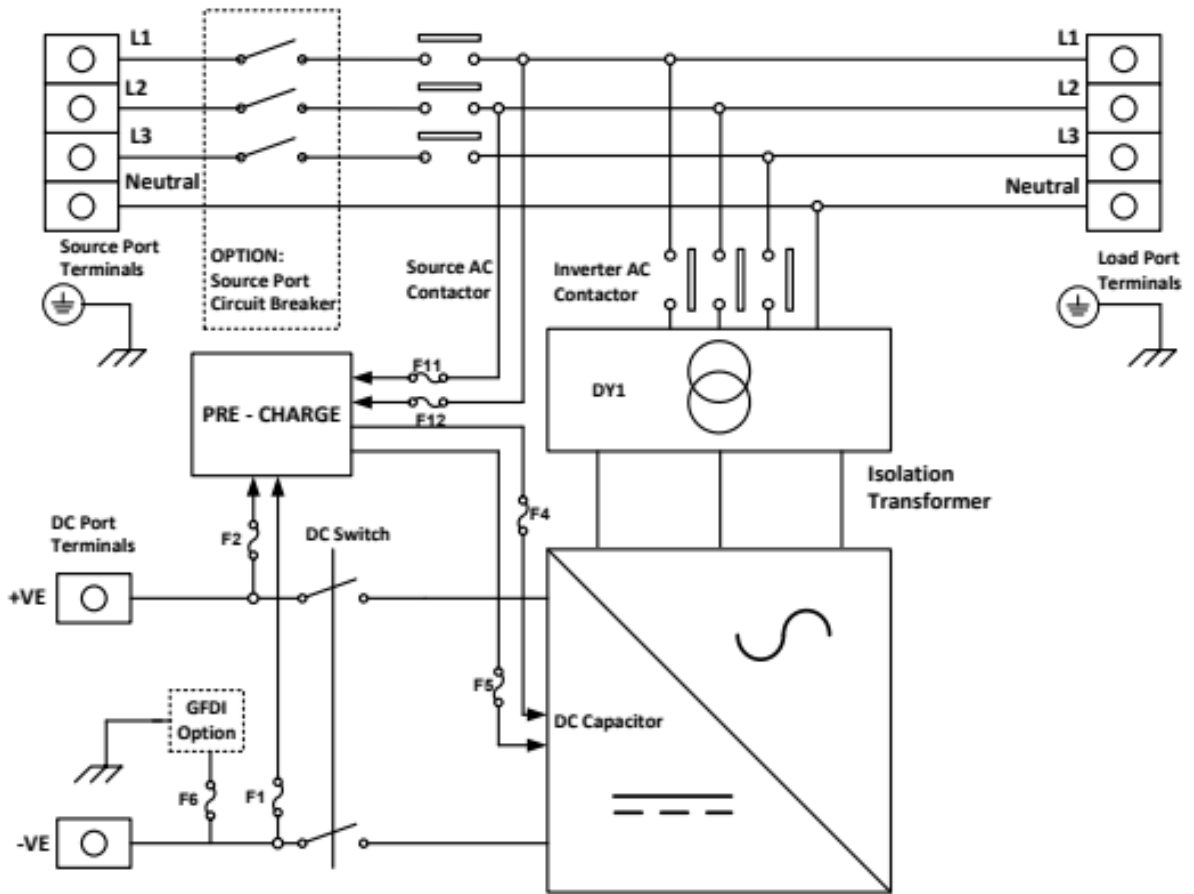 L1
L2
L3
Neutral
Source Port
Terminals
OPTION:
Source Port
Circuit Breaker
Source AC
Contactor
Inverter AC
Contactor
L1
L2
L3
Neutral
Load Port
Terminals
PRE - CHARGE
F11
F12
DY1
Isolation
Transformer
DC Port
Terminals
F2
DC Switch
F4
+VE
F5
GFDI
Option
DC Capacitor
F6
F1
-VE